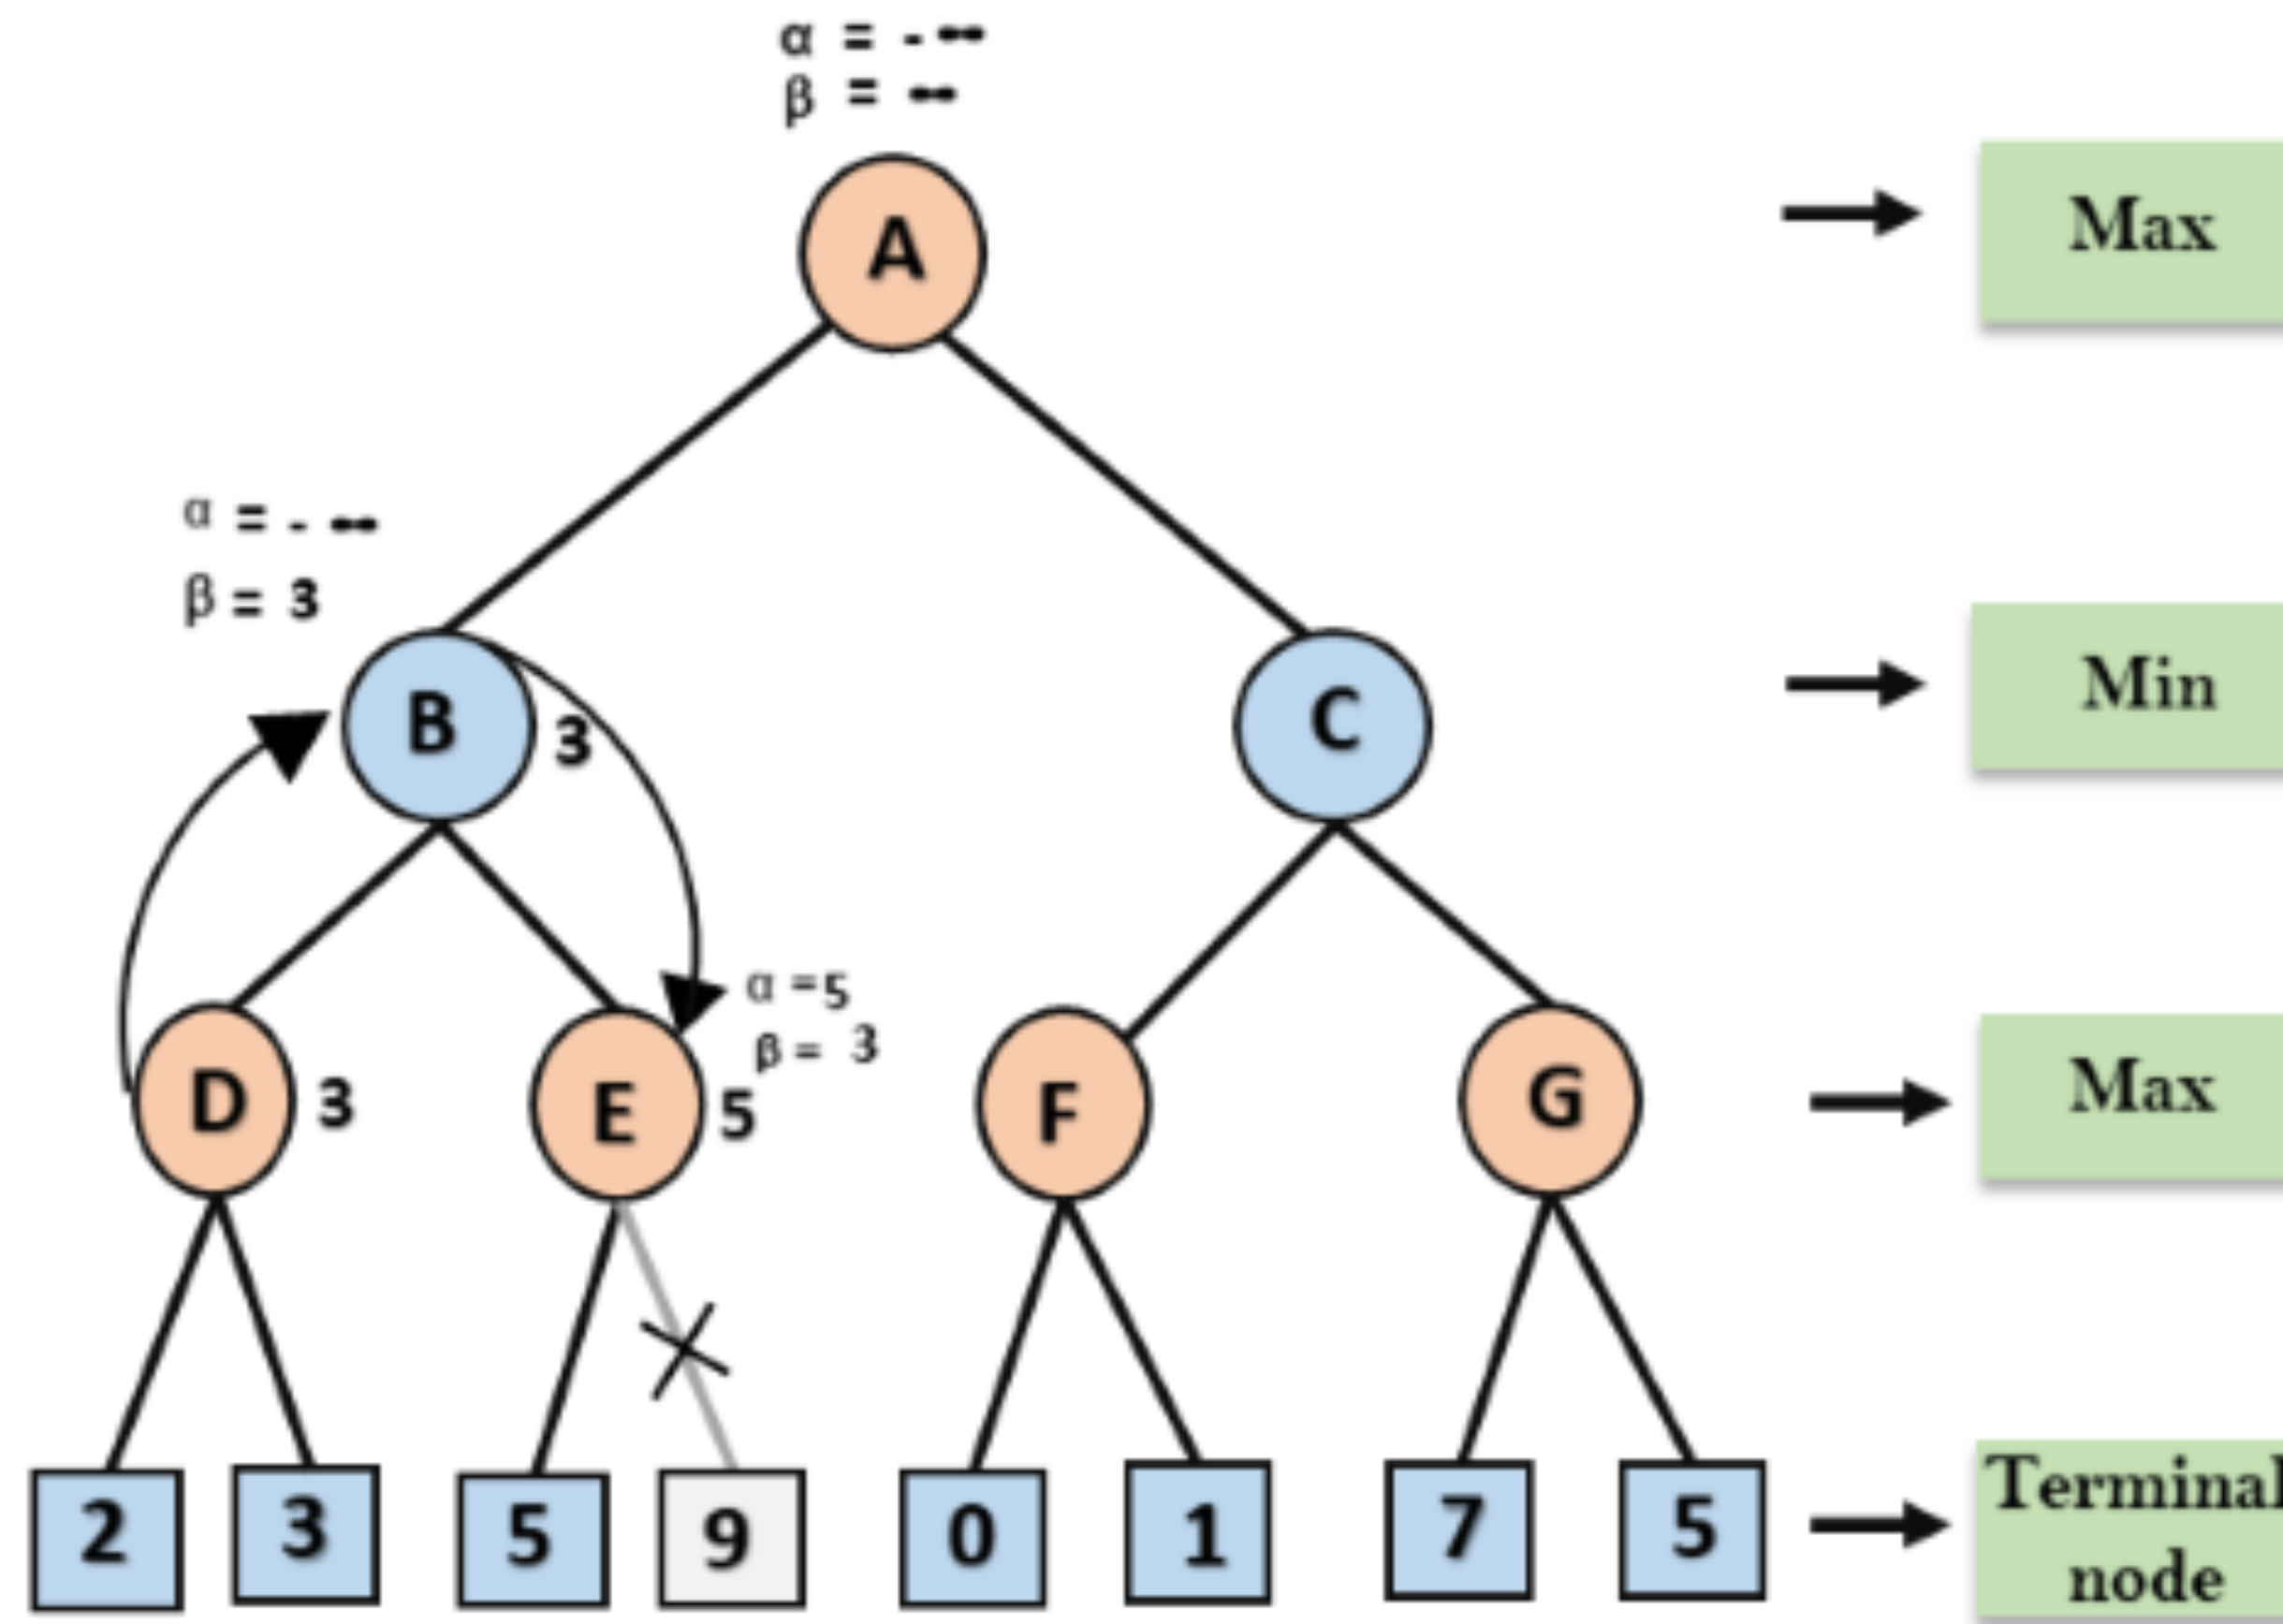 α = - ∞
β = ∞
A
Max
α = - ∞
β = 3
B
3
C
Min
α = 5
β = 3
D
3
E
5
F
G
Max
2
3
5
9
0
1
7
5
Terminal
node